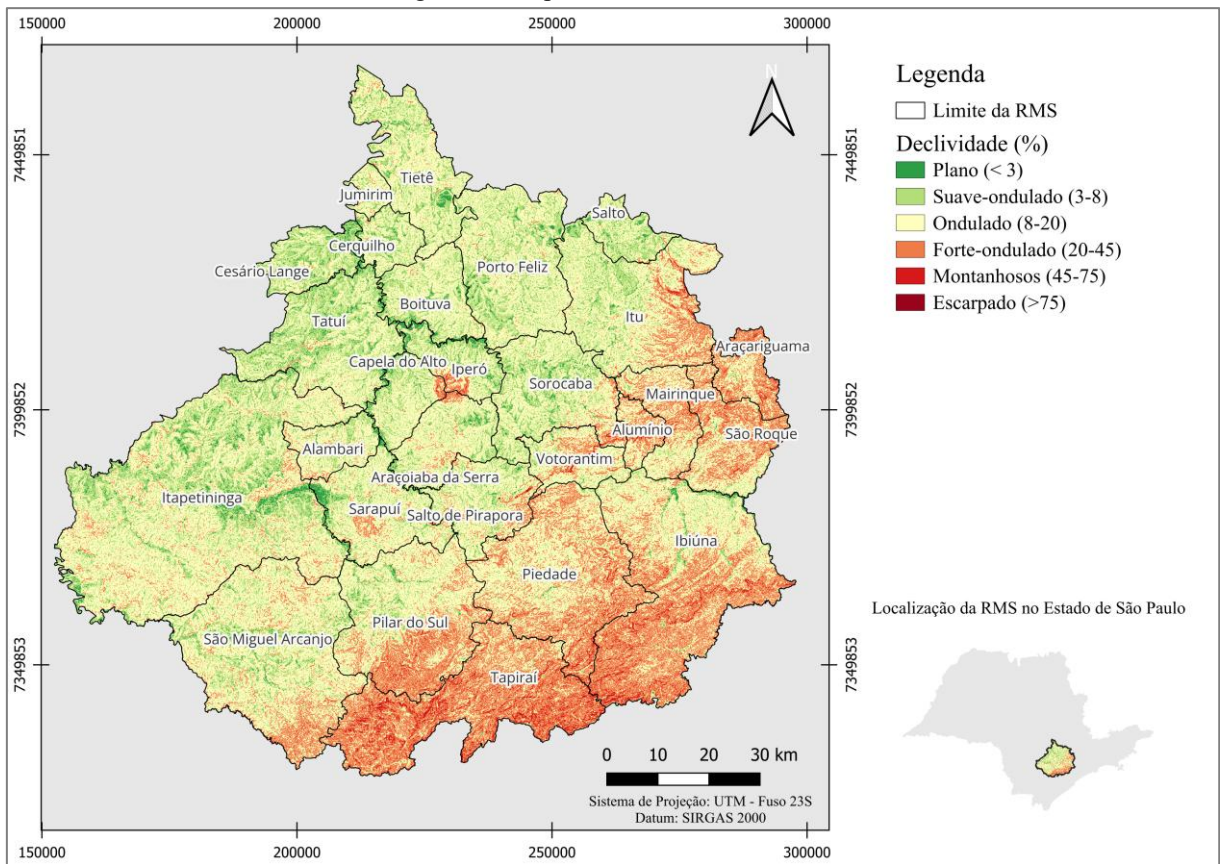 150000
200000
250000
300000
7449851
7399852
7349853
N
Tietê
Jumirim
Salto
Cerquilho
Cesário Lange
Porto Feliz
Boituva
Itu
Tatuí
Araçariguama
Capela do Alto
Iperó
Sorocaba
Mairinque
Alumínio
São Roque
Alambari
Votorantim
Araçoiaba da Serra
Itapetininga
Sarapuí
Salto de Pirapora
Ibiúna
Piedade
Pilar do Sul
São Miguel Arcanjo
Tapiraí
0 10 20 30 km
Sistema de Projeção: UTM - Fuso 23S
Datum: SIRGAS 2000
7449851
7399852
7349853
150000
200000
250000
300000
Legenda
Limite da RMS
Declividade (%)
Plano (< 3)
Suave-ondulado (3-8)
Ondulado (8-20)
Forte-ondulado (20-45)
Montanhosos (45-75)
Escarpado (>75)
Localização da RMS no Estado de São Paulo